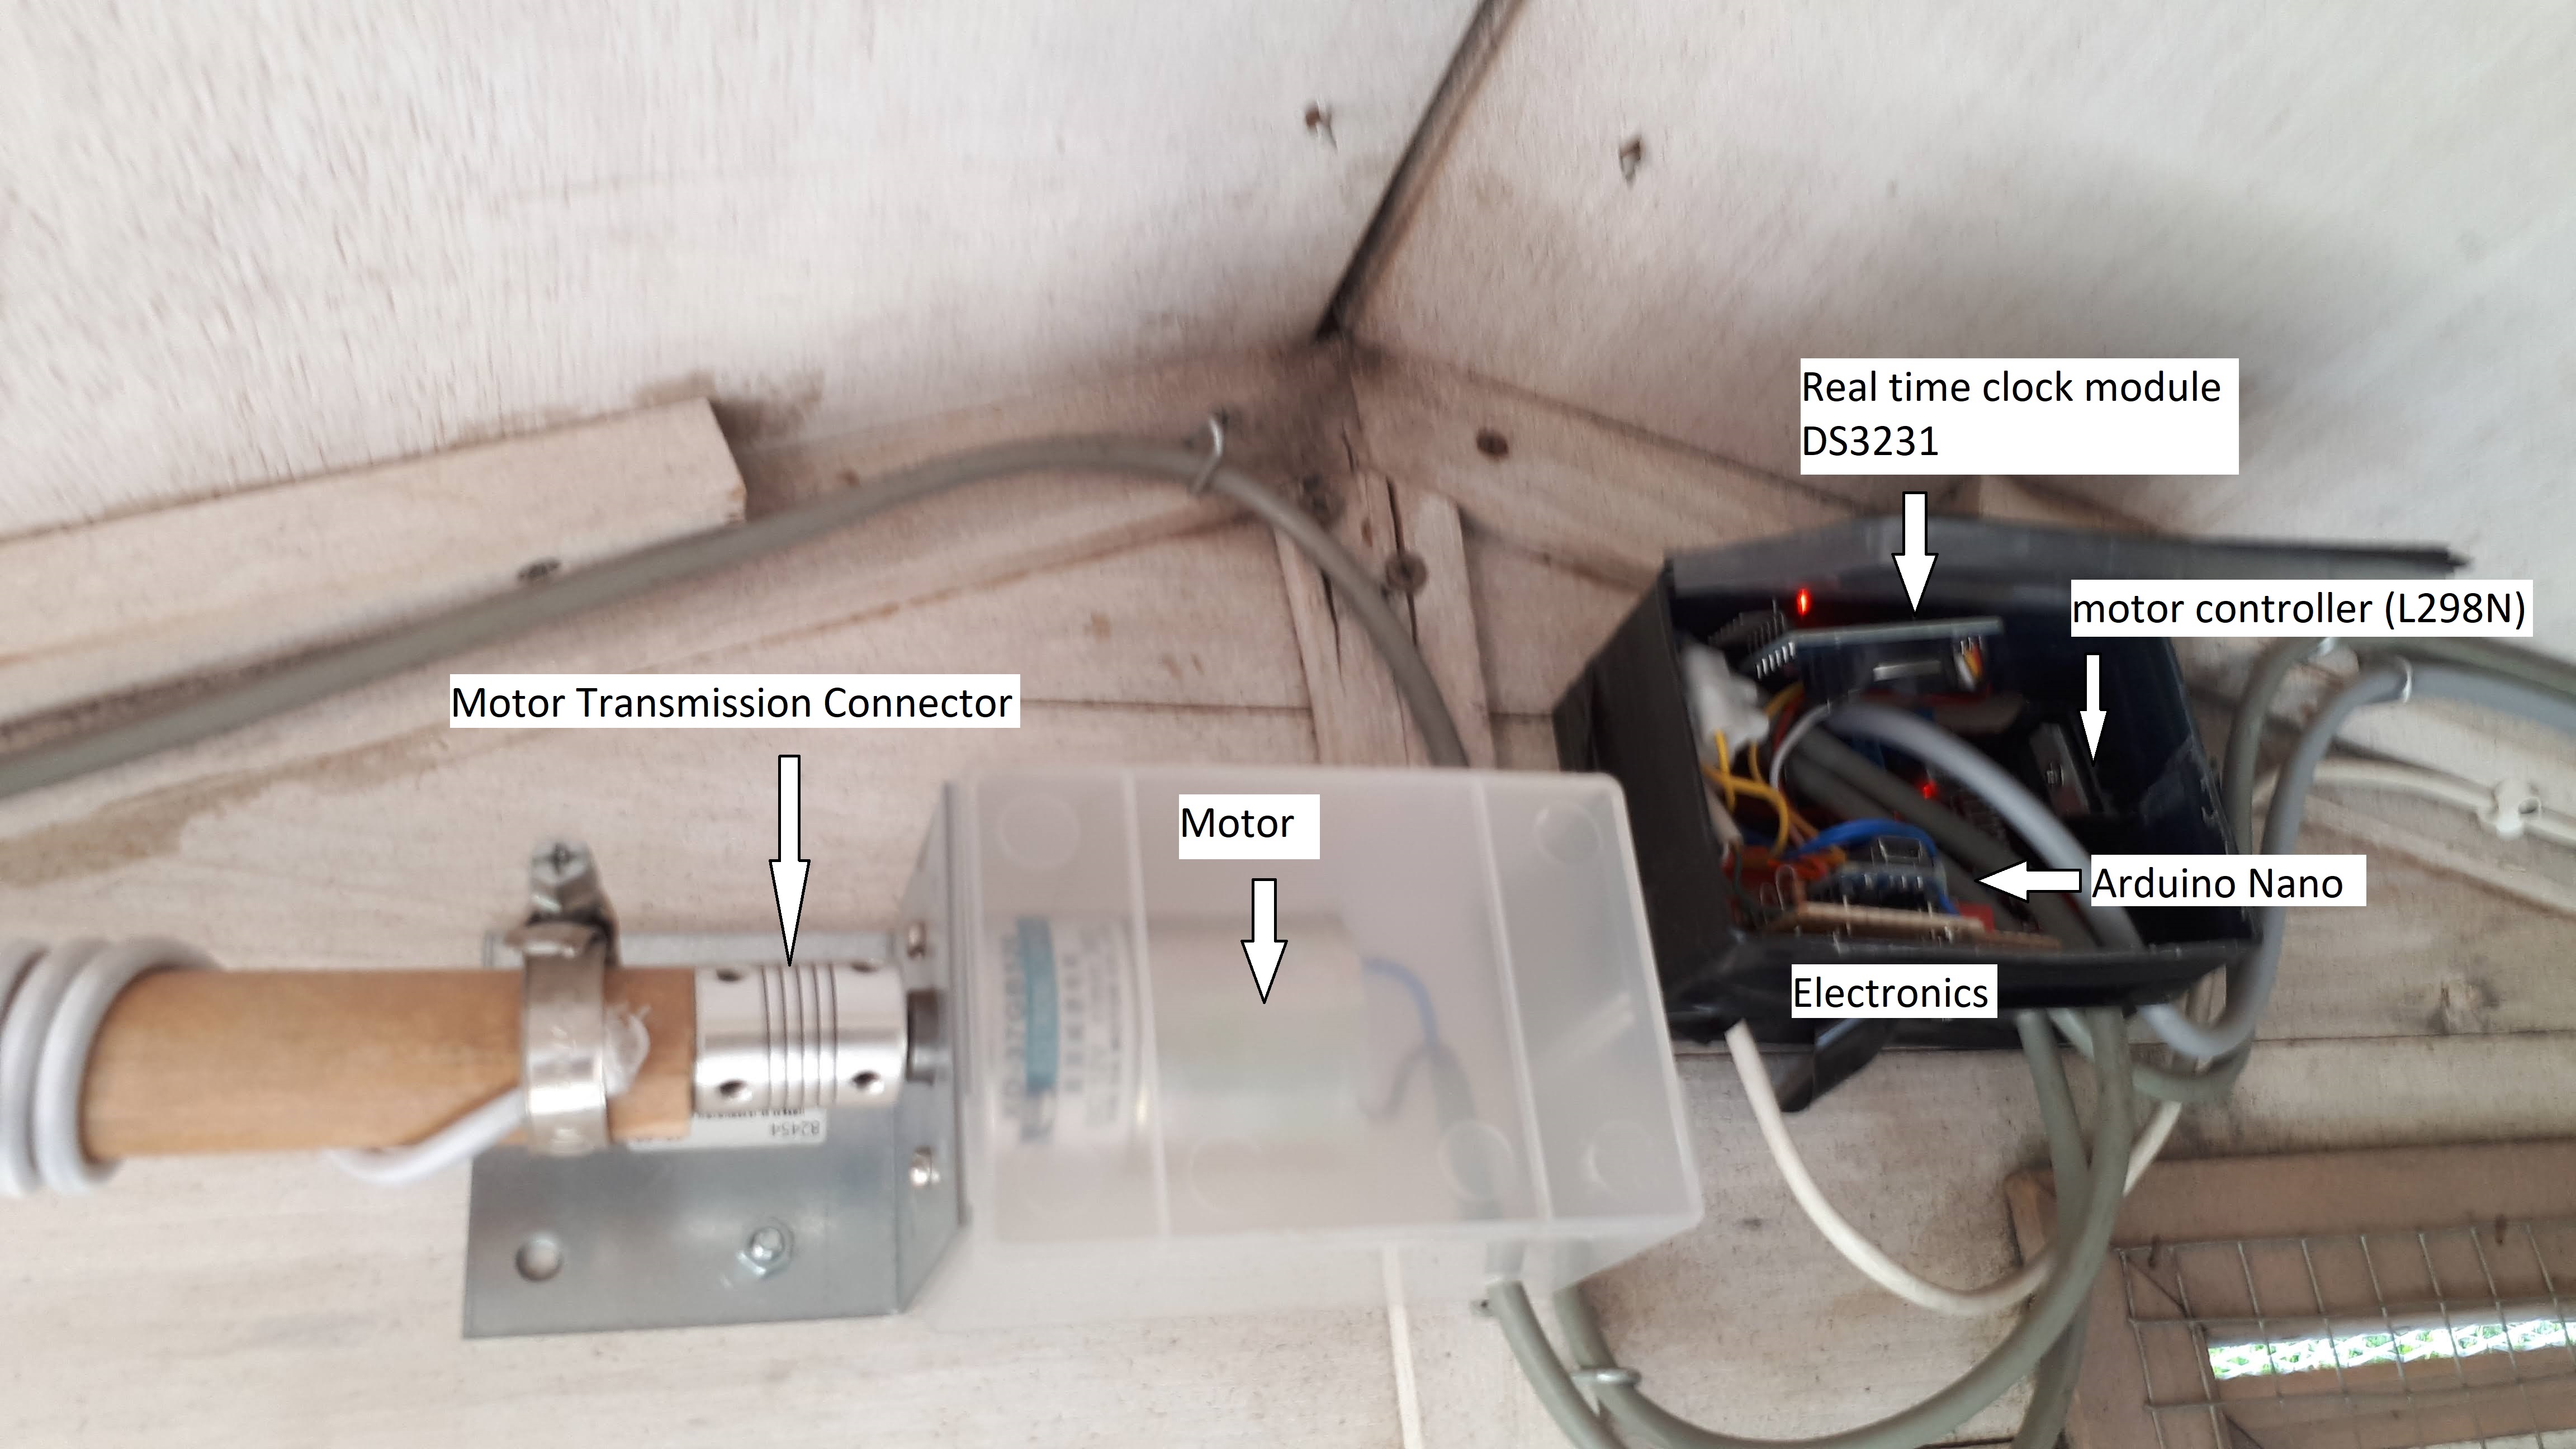 Real time clock module
DS3231
motor controller (L298N)
Motor Transmission Connector
Motor
Arduino Nano
Electronics
82454